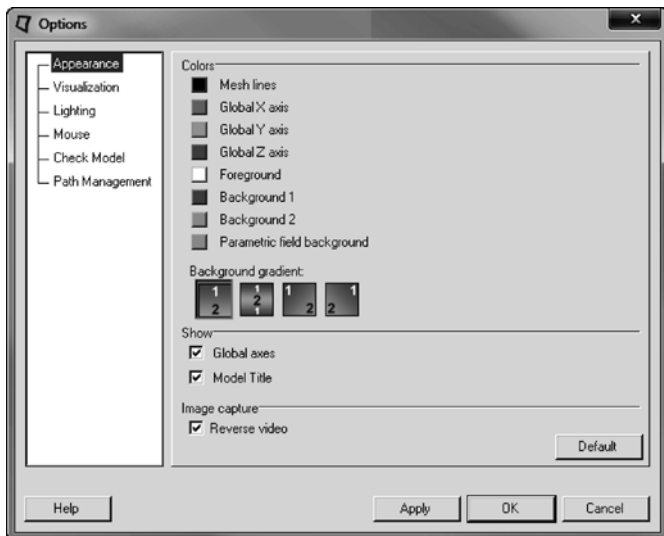 Options
Appearance
Visualization
Lighting
Mouse
Check Model
Path Management
Colors
Mesh lines
Global X axis
Global Y axis
Global Z axis
Foreground
Background 1
Background 2
Parametric field background
Background gradient:
1 2
1 2 1
1 2
1 2
Show
Global axes
Model Title
Image capture
Reverse video
Default
Help
Apply
OK
Cancel